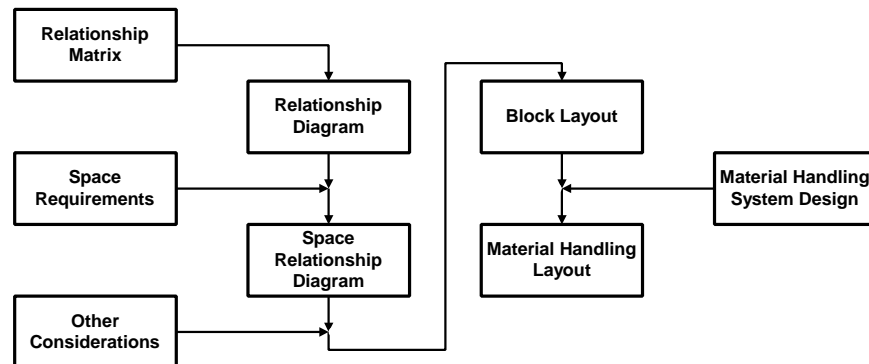 Relationship
Matrix
Relationship
Diagram
Block Layout
Space
Requirements
Material Handling
System Design
Space
Relationship
Diagram
Material Handling
Layout
Other
Considerations